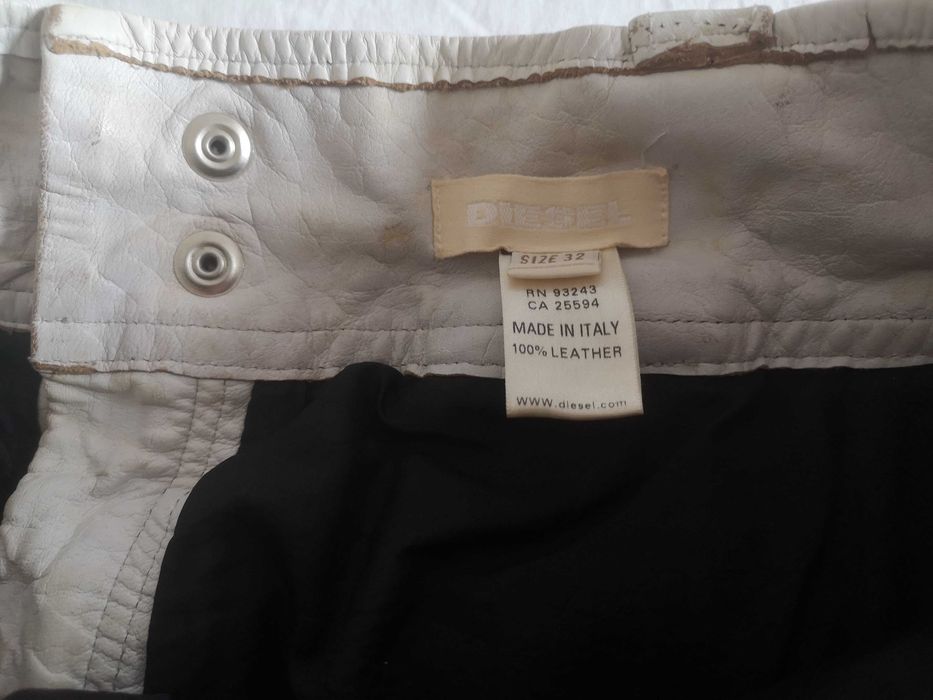 DIESEL
SIZE 32
RN 93243
CA 25594
MADE IN ITALY
100% LEATHER
www.diesel.com